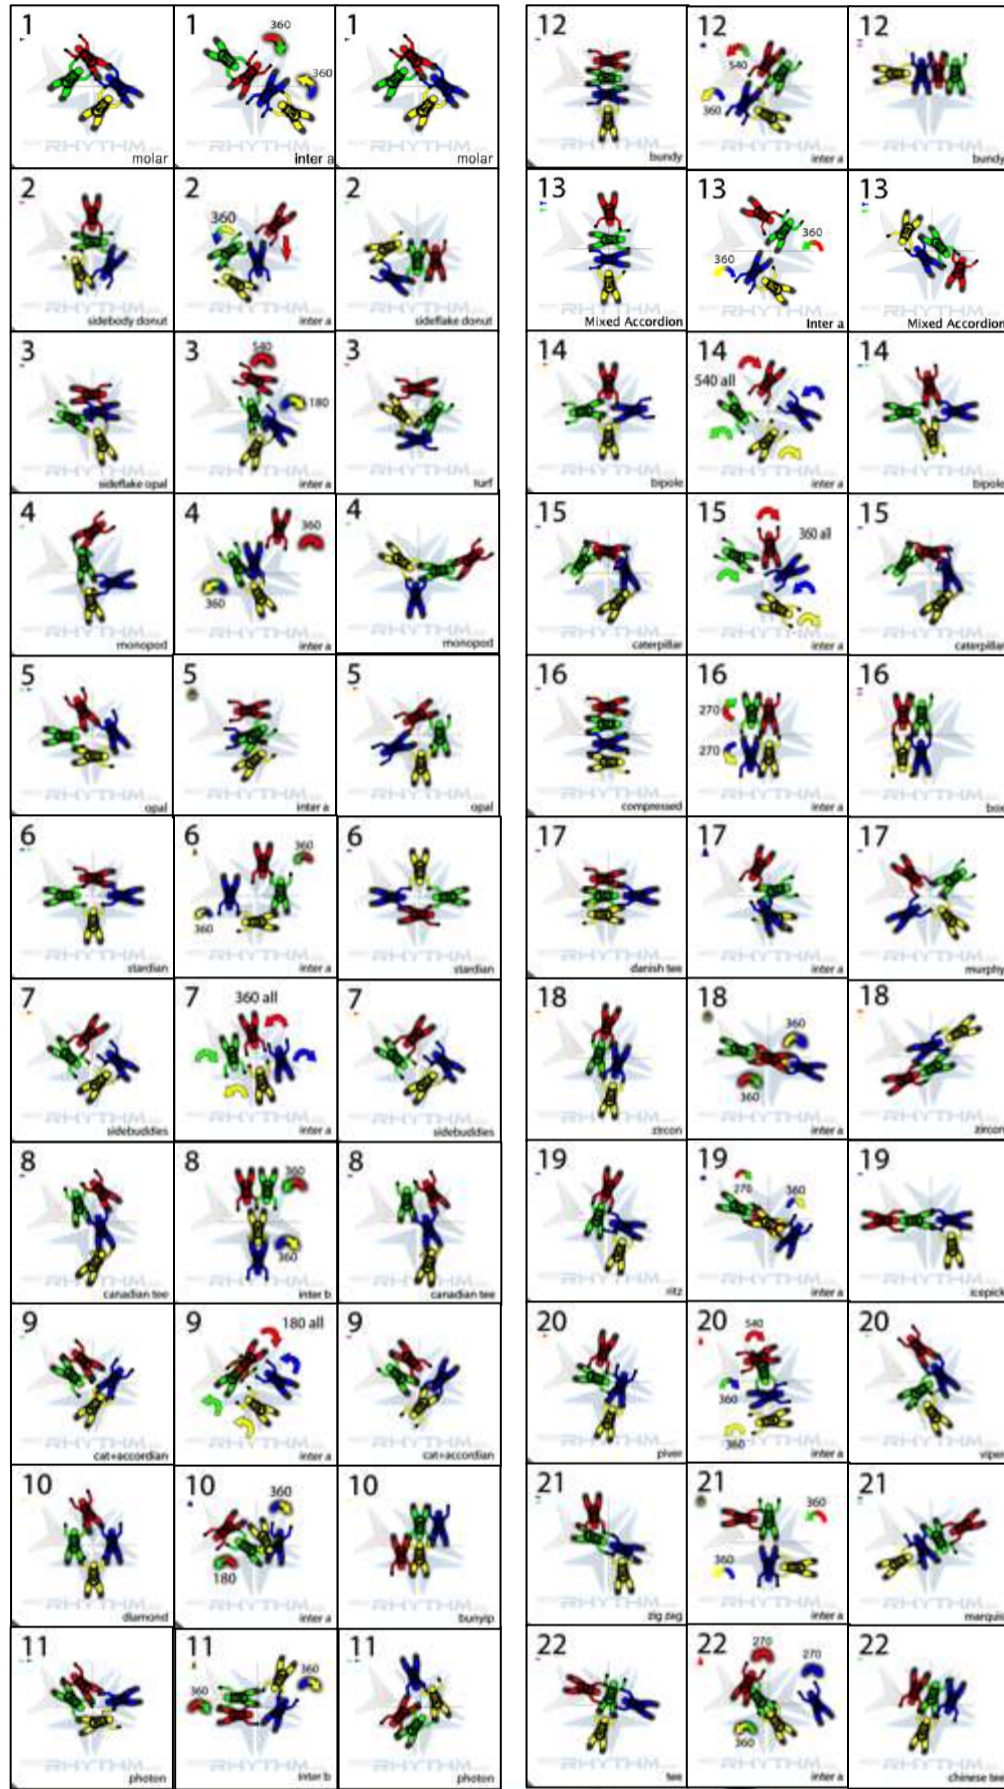 1
molar
1
360
360
inter a
1
molar
2
sidebody donut
2
360
inter a
2
sideflake donut
3
sideflake opal
3
540
180
inter a
3
turf
4
monopod
4
360
360
inter a
4
monopod
5
opal
5
inter a
5
opal
6
stardian
6
360
360
inter a
6
stardian
7
sidebuddies
7
360 all
inter a
7
sidebuddies
8
canadian tee
8
360
360
inter b
8
canadian tee
9
cat+accordian
9
180 all
inter a
9
cat+accordian
10
diamond
10
360
180
inter a
10
bunyip
11
photon
11
360
360
inter b
11
photon
12
bundy
12
540
360
inter a
12
bundy
13
Mixed Accordion
13
360
360
Inter a
13
Mixed Accordion
14
bipole
14
540 all
inter a
14
bipole
15
caterpillar
15
360 all
inter a
15
caterpillar
16
compressed
16
270
270
inter a
16
box
17
danish tee
17
inter a
17
murphy
18
zircon
18
360
360
inter a
18
zircon
19
ritz
19
270
360
inter a
19
icepick
20
piver
20
540
360
360
inter a
20
viper
21
zig zag
21
360
360
inter a
21
marquis
22
tee
22
270
270
360
inter a
22
chinese tee
RHYTHM